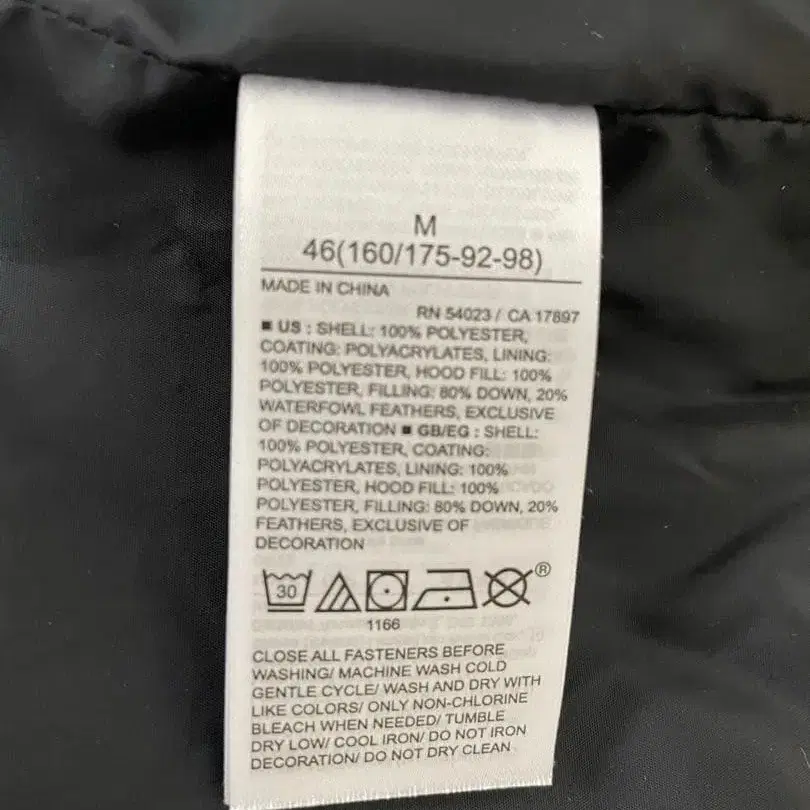 M
46(160/175-92-98)
MADE IN CHINA
RN 54023 / CA 17897
■ US : SHELL: 100% POLYESTER,
COATING: POLYACRYLATES, LINING:
100% POLYESTER, HOOD FILL: 100%
POLYESTER, FILLING: 80% DOWN, 20%
WATERFOWL FEATHERS, EXCLUSIVE
OF DECORATION ■ GB/EG : SHELL:
100% POLYESTER, COATING:
POLYACRYLATES, LINING: 100%
POLYESTER, HOOD FILL: 100%
POLYESTER, FILLING: 80% DOWN, 20%
FEATHERS, EXCLUSIVE OF
DECORATION
30 ®
1166
CLOSE ALL FASTENERS BEFORE
WASHING/ MACHINE WASH COLD
GENTLE CYCLE/ WASH AND DRY WITH
LIKE COLORS/ ONLY NON-CHLORINE
BLEACH WHEN NEEDED/ TUMBLE
DRY LOW/ COOL IRON/ DO NOT IRON
DECORATION/ DO NOT DRY CLEAN